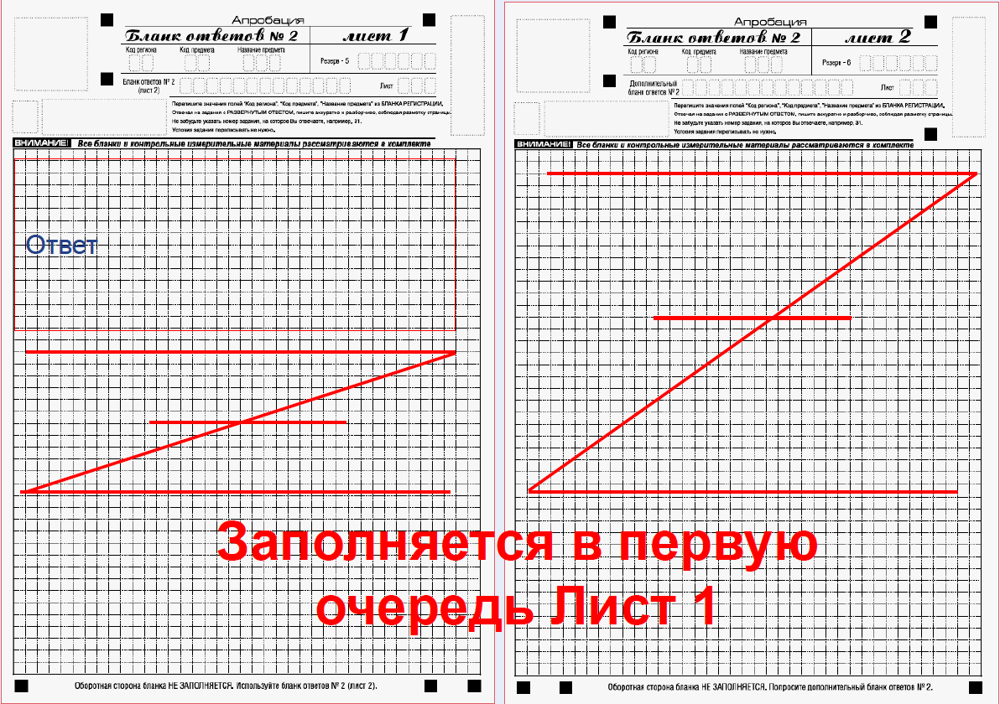 Апробация
Бланк ответов № 2 лист 1
Код региона Код предмета Название предмета
Резерв - 5
Бланк ответов № 2
(лист 2)
Лист
Перепишите значения полей "Код региона", "Код предмета", "Название предмета" из БЛАНКА РЕГИСТРАЦИИ.
Отвечая на задания с РАЗВЕРНУТЫМ ОТВЕТОМ, пишите аккуратно и разборчиво, соблюдая разметку страницы.
Не забудьте указать номер задания, на которое Вы отвечаете, например, 31.
Условия задания переписывать не нужно.
ВНИМАНИЕ! Все бланки и контрольные измерительные материалы рассматриваются в комплекте
Ответ
Оборотная сторона бланка НЕ ЗАПОЛНЯЕТСЯ. Используйте бланк ответов № 2 (лист 2).
Апробация
Бланк ответов № 2 лист 2
Код региона Код предмета Название предмета
Резерв - 6
Дополнительный
бланк ответов № 2
Лист
Перепишите значения полей "Код региона", "Код предмета", "Название предмета" из БЛАНКА РЕГИСТРАЦИИ.
Отвечая на задания с РАЗВЕРНУТЫМ ОТВЕТОМ, пишите аккуратно и разборчиво, соблюдая разметку страницы.
Не забудьте указать номер задания, на которое Вы отвечаете, например, 31.
Условия задания переписывать не нужно.
ВНИМАНИЕ! Все бланки и контрольные измерительные материалы рассматриваются в комплекте
Оборотная сторона бланка НЕ ЗАПОЛНЯЕТСЯ. Попросите дополнительный бланк ответов № 2.
Заполняется в первую
очередь Лист 1